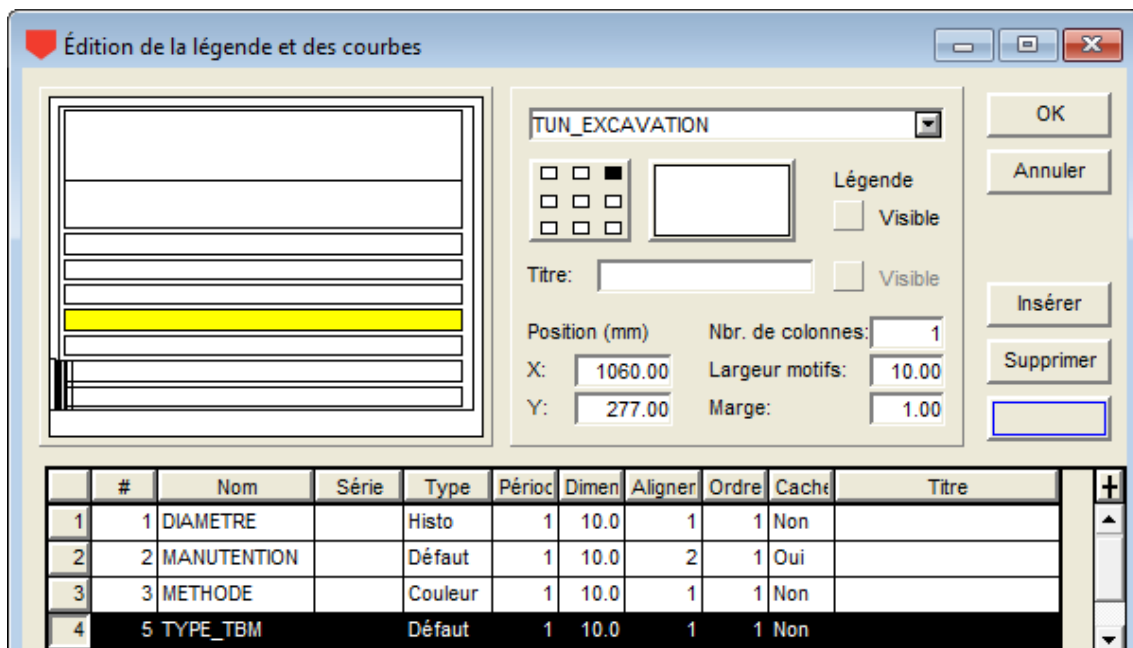 Édition de la légende et des courbes
TUN_EXCAVATION
OK
Légende
Annuler
Visible
Titre:
Visible
Insérer
Position (mm)
Nbr. de colonnes: 1
X: 1060.00
Largeur motifs: 10.00
Supprimer
Y: 277.00
Marge: 1.00
# Nom Série Type Périod Dimen Aligner Ordre Caché Titre +
1 1 DIAMETRE Histo 1 10.0 1 1 Non
2 2 MANUTENTION Défaut 1 10.0 2 1 Oui
3 3 METHODE Couleur 1 10.0 1 1 Non
4 5 TYPE_TBM Défaut 1 10.0 1 1 Non